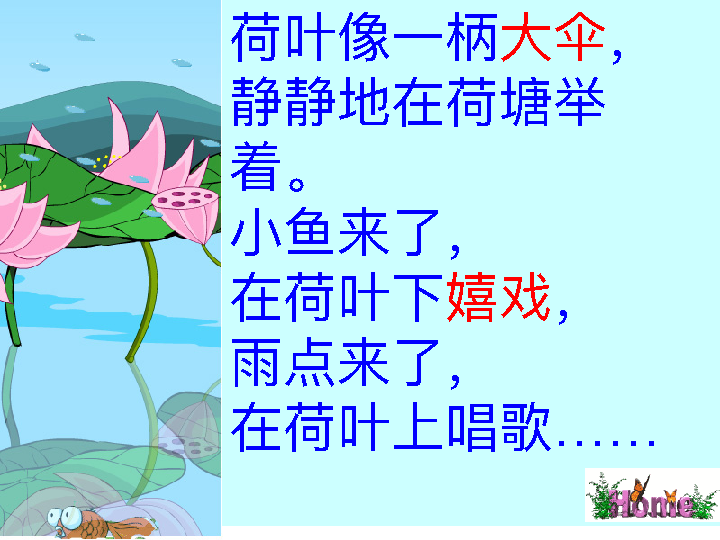 荷叶像一柄大伞，
静静地在荷塘举
着。
小鱼来了，
在荷叶下嬉戏，
雨点来了，
在荷叶上唱歌……
Home